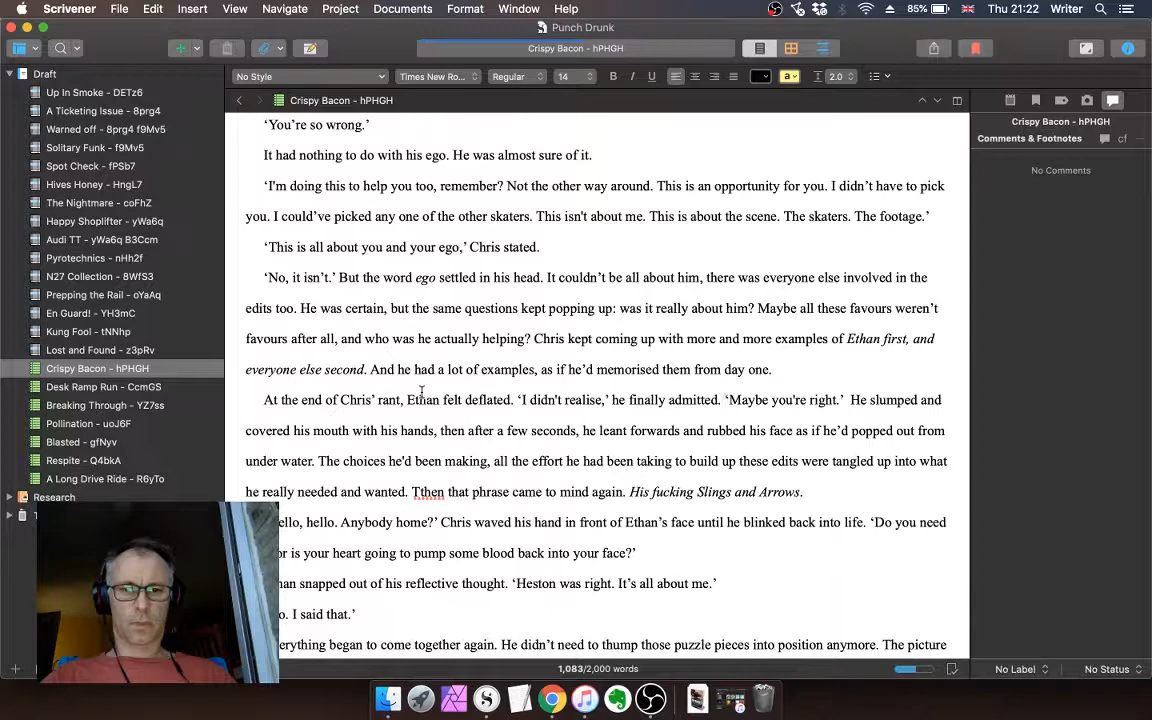 Scrivener File Edit Insert View Navigate Project Documents Format Window Help 85% Thu 21:22 Writer
Punch Drunk
Crispy Bacon - hPHGH
No Style Times New Ro... Regular 14 B I U a 2.0
Draft
Up In Smoke - DETz6
A Ticketing Issue - 8prg4
Warned off - 8prg4 f9Mv5
Solitary Funk - f9Mv5
Spot Check - fPSb7
Hives Honey - HngL7
The Nightmare - coFhZ
Happy Shoplifter - yWa6q
Audi TT - yWa6q B3Ccm
Pyrotechnics - nHh2f
N27 Collection - 8WfS3
Prepping the Rail - oYaAq
En Guard! - YH3mC
Kung Fool - tNNhp
Lost and Found - z3pRv
Crispy Bacon - hPHGH
Desk Ramp Run - CcmGS
Breaking Through - YZ7ss
Pollination - uoJ6F
Blasted - gfNyv
Respite - Q4bkA
A Long Drive Ride - R6yTo
Research
T
Crispy Bacon - hPHGH
‘You’re so wrong.’
It had nothing to do with his ego. He was almost sure of it.
‘I'm doing this to help you too, remember? Not the other way around. This is an opportunity for you. I didn’t have to pick
you. I could’ve picked any one of the other skaters. This isn't about me. This is about the scene. The skaters. The footage.’
‘This is all about you and your ego,’ Chris stated.
‘No, it isn’t.’ But the word ego settled in his head. It couldn’t be all about him, there was everyone else involved in the
edits too. He was certain, but the same questions kept popping up: was it really about him? Maybe all these favours weren’t
favours after all, and who was he actually helping? Chris kept coming up with more and more examples of Ethan first, and
everyone else second. And he had a lot of examples, as if he’d memorised them from day one.
At the end of Chris’ rant, Ethan felt deflated. ‘I didn't realise,’ he finally admitted. ‘Maybe you're right.’ He slumped and
covered his mouth with his hands, then after a few seconds, he leant forwards and rubbed his face as if he’d popped out from
under water. The choices he'd been making, all the effort he had been taking to build up these edits were tangled up into what
he really needed and wanted. Tthen that phrase came to mind again. His fucking Slings and Arrows.
ello, hello. Anybody home?’ Chris waved his hand in front of Ethan’s face until he blinked back into life. ‘Do you need
or is your heart going to pump some blood back into your face?’
an snapped out of his reflective thought. ‘Heston was right. It’s all about me.’
o. I said that.’
erything began to come together again. He didn’t need to thump those puzzle pieces into position anymore. The picture
1,083/2,000 words
Crispy Bacon - hPHGH
Comments & Footnotes cf
No Comments
No Label No Status